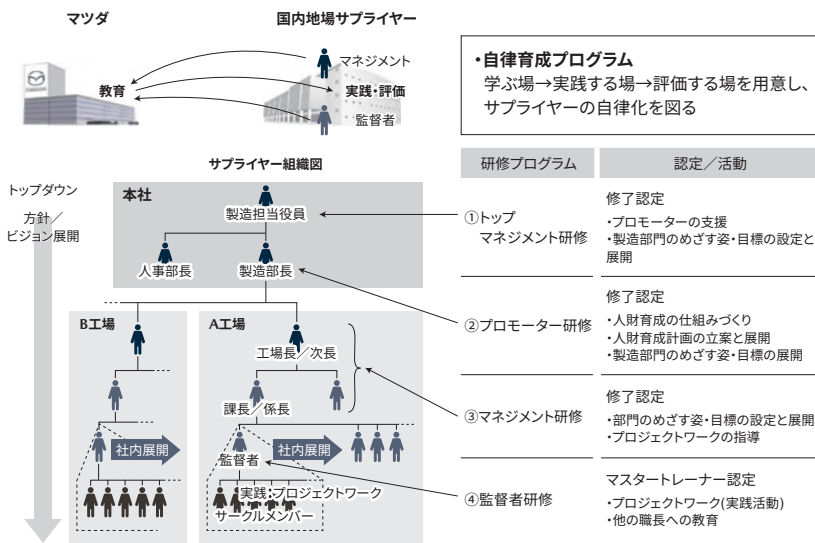 マツダ
国内地場サプライヤー
マネジメント
教育
実践・評価
監督者
・自律育成プログラム
学ぶ場→実践する場→評価する場を用意し、
サプライヤーの自律化を図る
サプライヤー組織図
トップダウン
方針／
ビジョン展開
本社
製造担当役員
人事部長
製造部長
B工場
A工場
工場長／次長
課長／係長
社内展開
社内展開
監督者
実践:プロジェクトワーク
サークルメンバー
研修プログラム
認定／活動
①トップ
マネジメント研修
修了認定
・プロモーターの支援
・製造部門のめざす姿・目標の設定と
展開
②プロモーター研修
修了認定
・人財育成の仕組みづくり
・人財育成計画の立案と展開
・製造部門のめざす姿・目標の展開
③マネジメント研修
修了認定
・部門のめざす姿・目標の設定と展開
・プロジェクトワークの指導
④監督者研修
マスタートレーナー認定
・プロジェクトワーク(実践活動)
・他の職長への教育